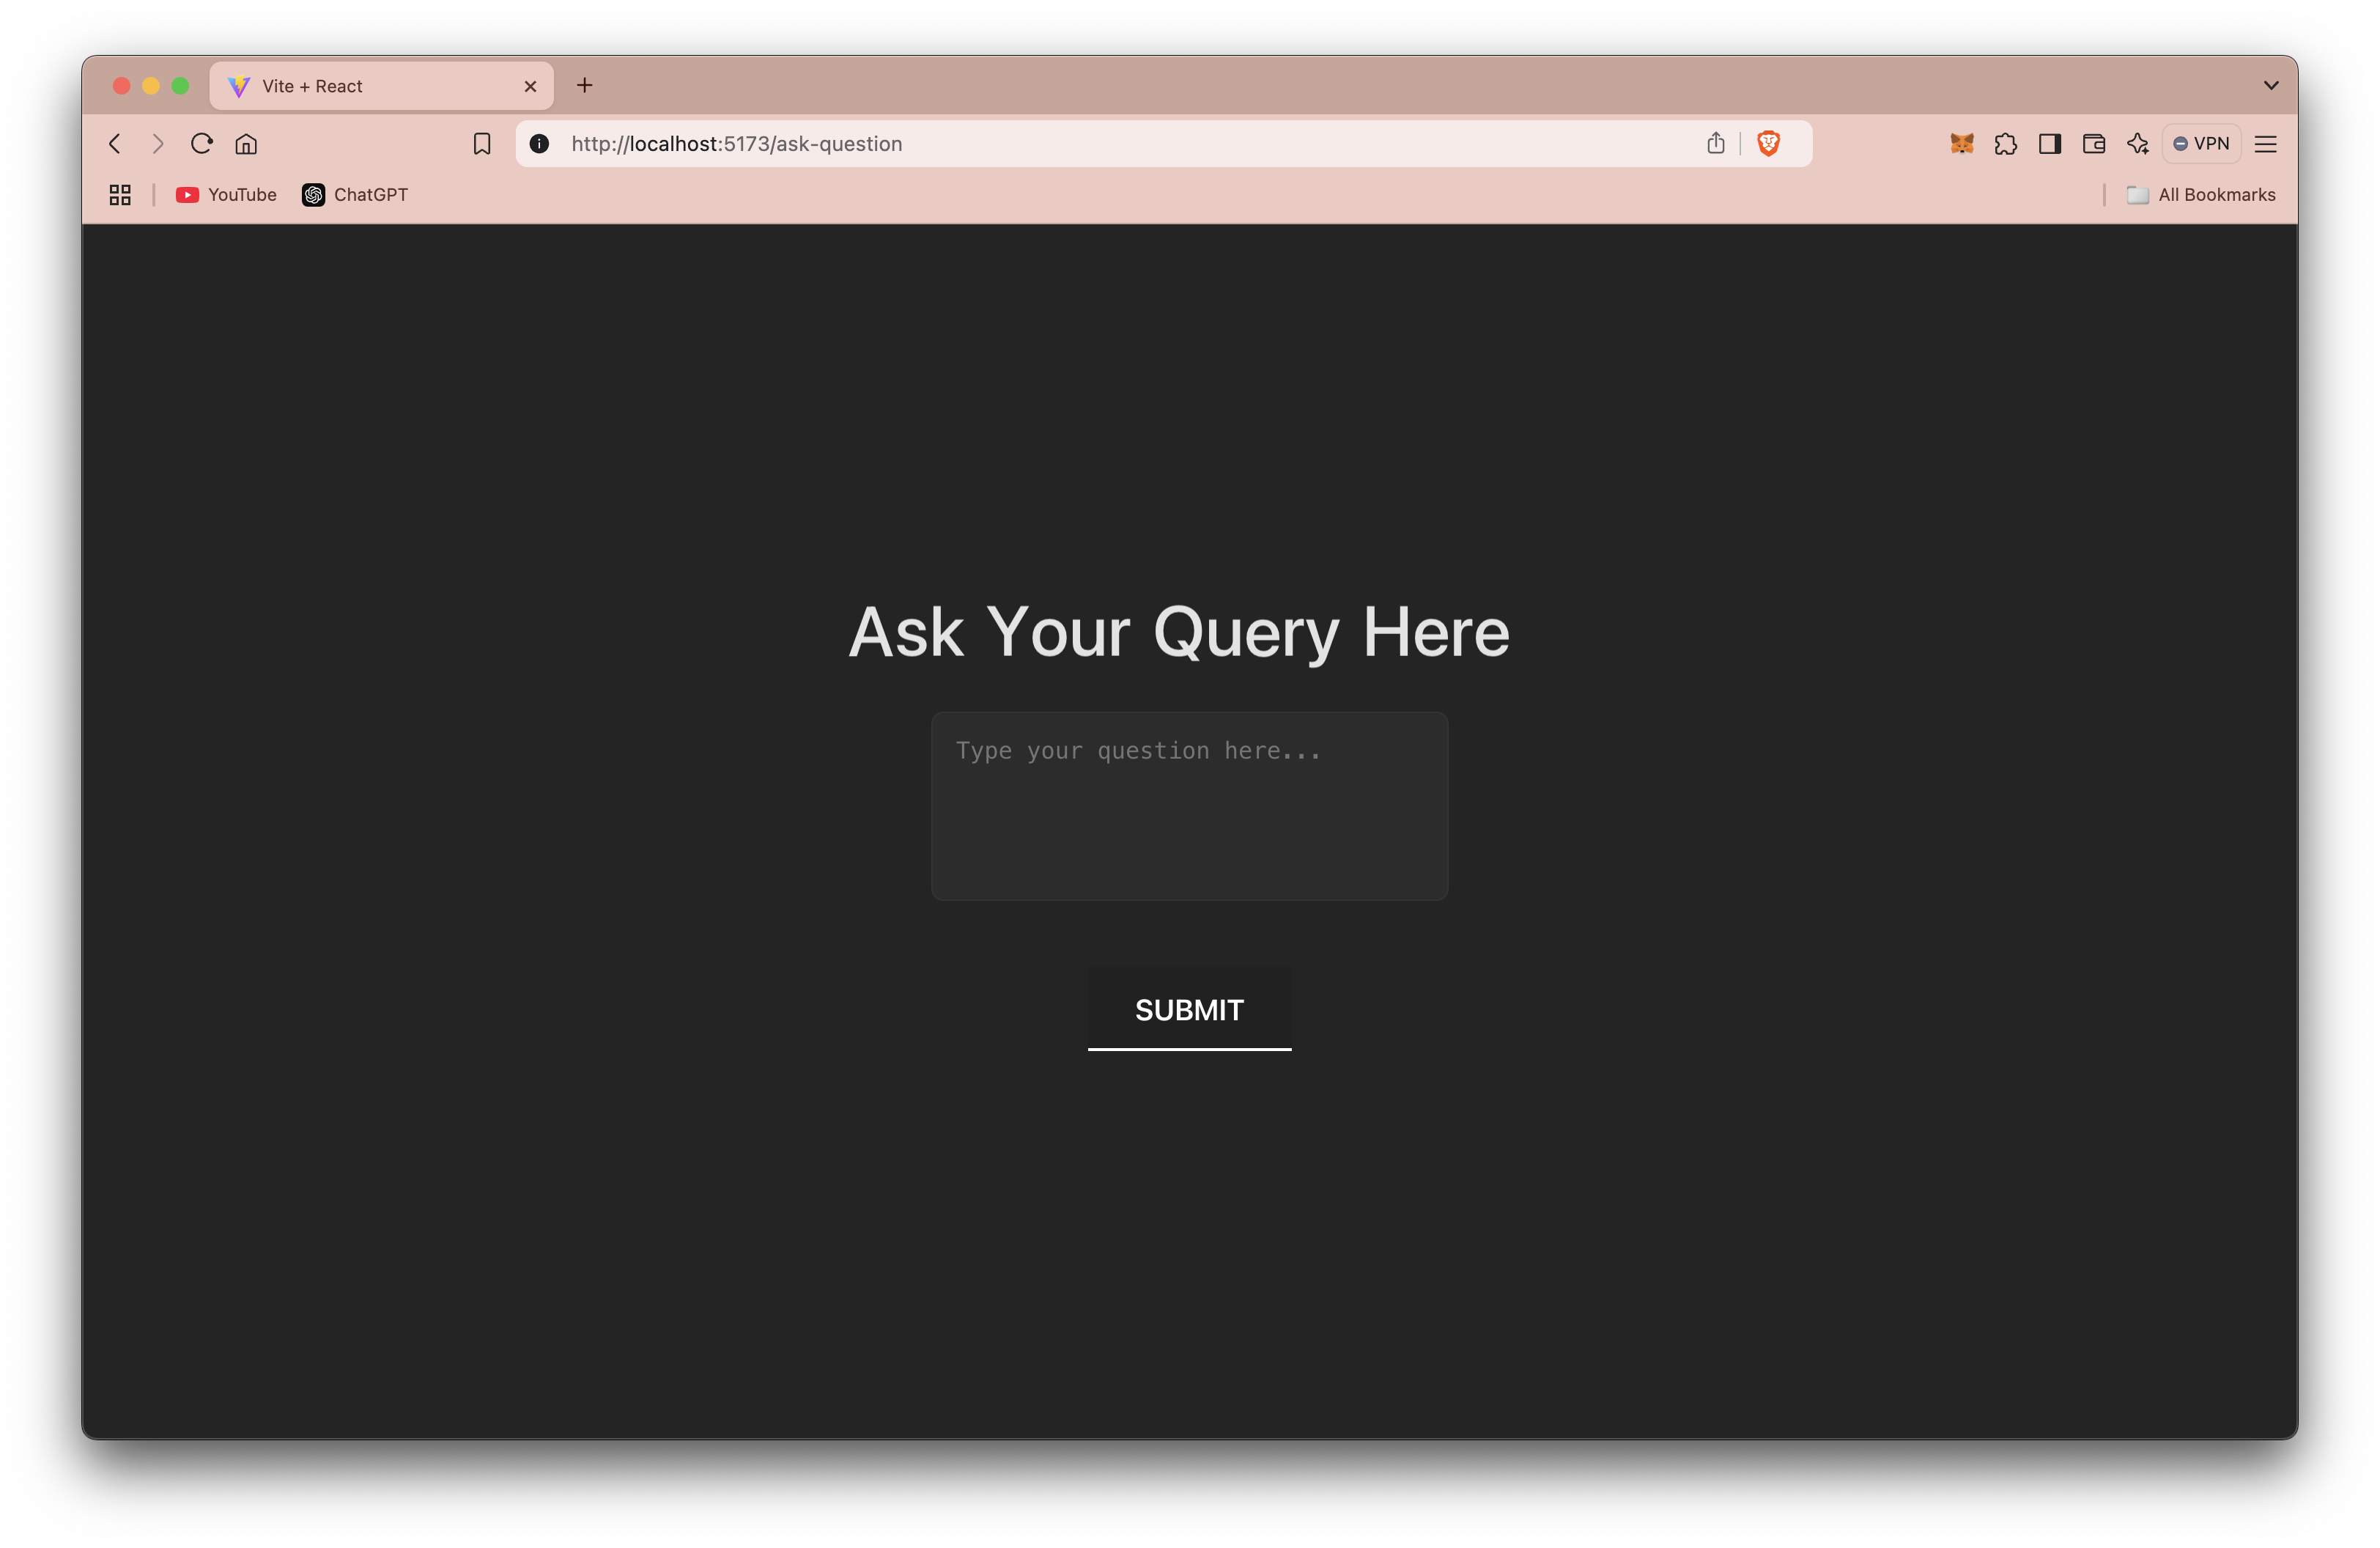 Vite + React
http://localhost:5173/ask-question
VPN
YouTube
ChatGPT
All Bookmarks
Ask Your Query Here
Type your question here...
SUBMIT